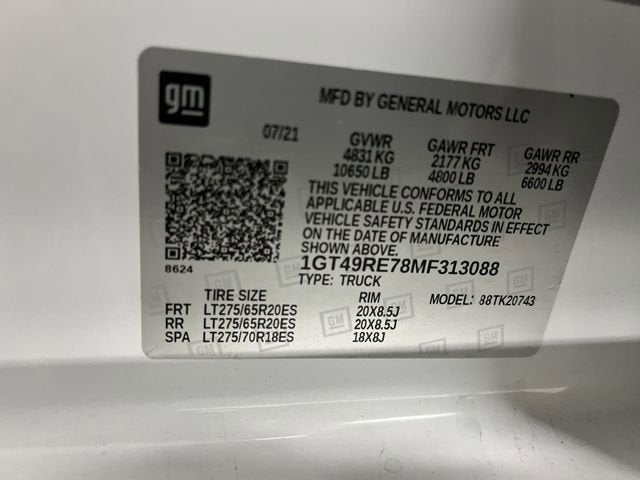 gm
MFD BY GENERAL MOTORS LLC
07/21
GVWR GAWR FRT GAWR RR
4831 KG 2177 KG 2994 KG
10650 LB 4800 LB 6600 LB
THIS VEHICLE CONFORMS TO ALL
APPLICABLE U.S. FEDERAL MOTOR
VEHICLE SAFETY STANDARDS IN EFFECT
ON THE DATE OF MANUFACTURE
SHOWN ABOVE.
8624
1GT49RE78MF313088
TYPE: TRUCK
TIRE SIZE RIM MODEL: 88TK20743
FRT LT275/65R20ES 20X8.5J
RR LT275/65R20ES 20X8.5J
SPA LT275/70R18ES 18X8J